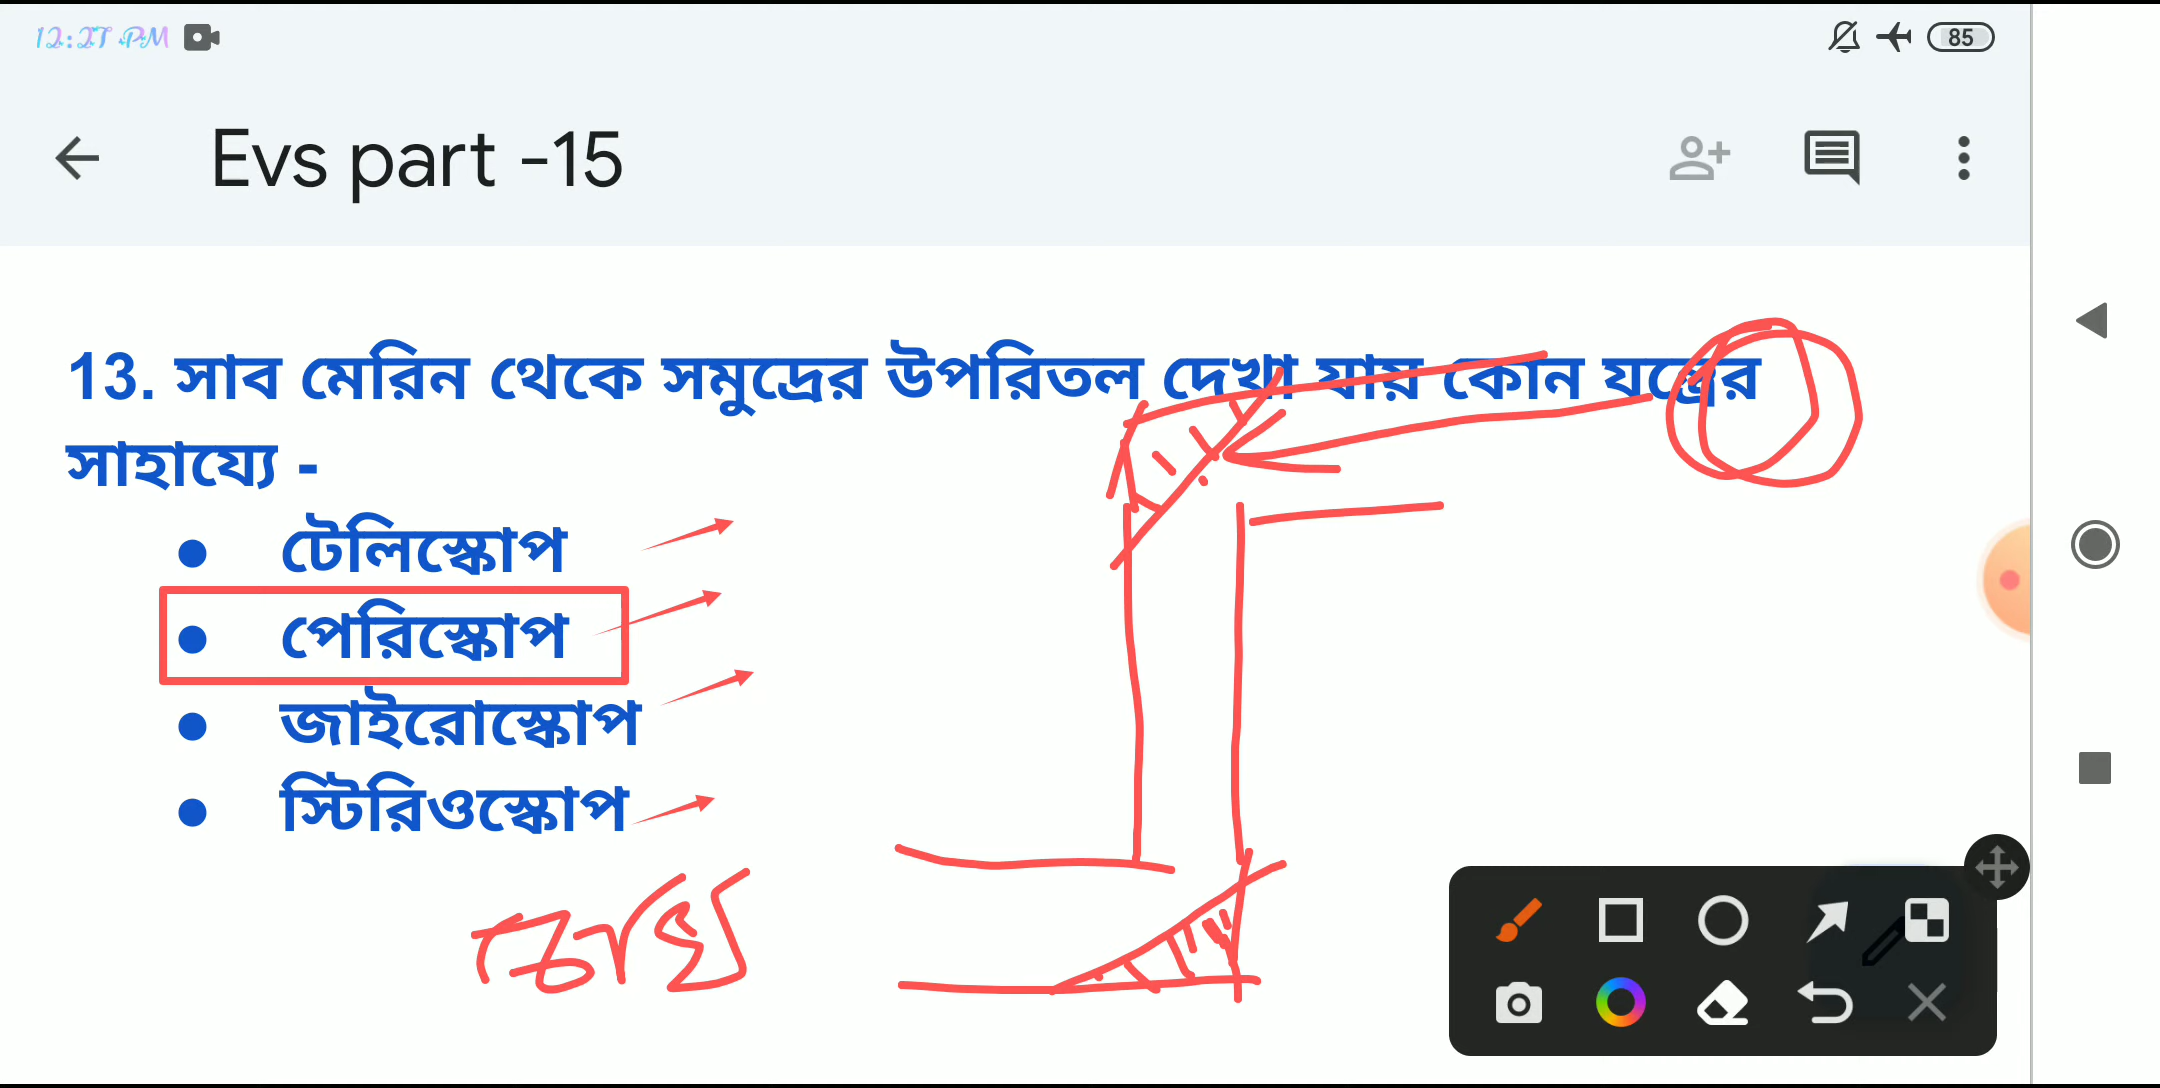 12:27 PM
85
Evs part -15
13. সাব মেরিন থেকে সমুদ্রের উপরিতল দেখা যায় কোন যন্ত্রের
সাহায্যে -
● টেলিস্কোপ
● পেরিস্কোপ
● জাইরোস্কোপ
● স্টিরিওস্কোপ